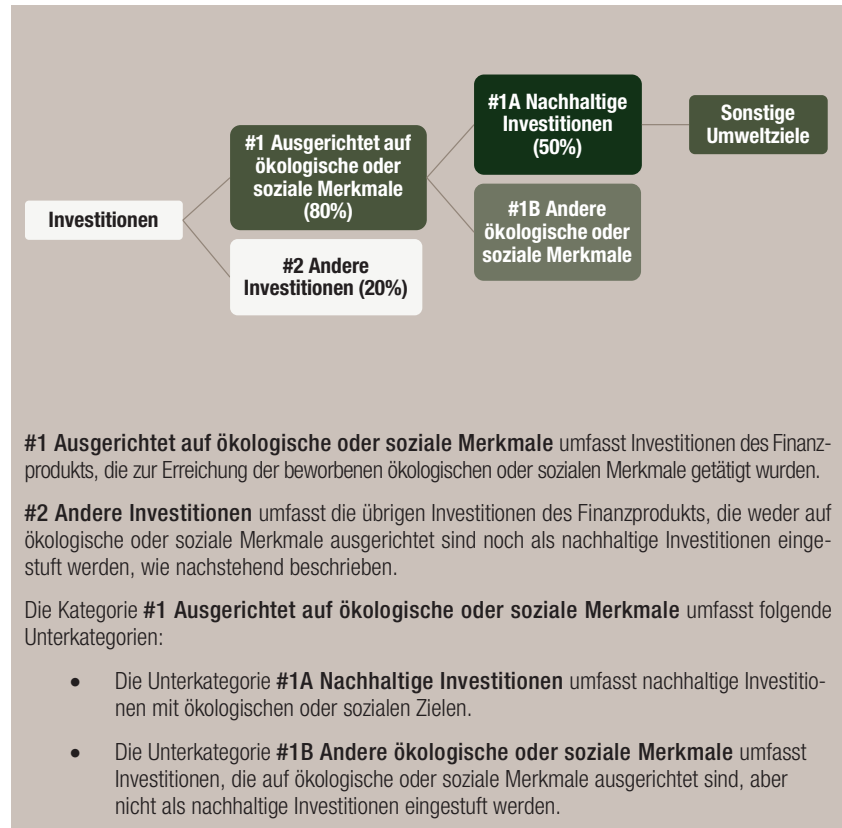 Investitionen
#1 Ausgerichtet auf
ökologische oder
soziale Merkmale
(80%)
#2 Andere
Investitionen (20%)
#1A Nachhaltige
Investitionen
(50%)
#1B Andere
ökologische oder
soziale Merkmale
Sonstige
Umweltziele
#1 Ausgerichtet auf ökologische oder soziale Merkmale umfasst Investitionen des Finanz-
produkts, die zur Erreichung der beworbenen ökologischen oder sozialen Merkmale getätigt wurden.
#2 Andere Investitionen umfasst die übrigen Investitionen des Finanzprodukts, die weder auf
ökologische oder soziale Merkmale ausgerichtet sind noch als nachhaltige Investitionen einge-
stuft werden, wie nachstehend beschrieben.
Die Kategorie #1 Ausgerichtet auf ökologische oder soziale Merkmale umfasst folgende
Unterkategorien:
• Die Unterkategorie #1A Nachhaltige Investitionen umfasst nachhaltige Investitio-
nen mit ökologischen oder sozialen Zielen.
• Die Unterkategorie #1B Andere ökologische oder soziale Merkmale umfasst
Investitionen, die auf ökologische oder soziale Merkmale ausgerichtet sind, aber
nicht als nachhaltige Investitionen eingestuft werden.